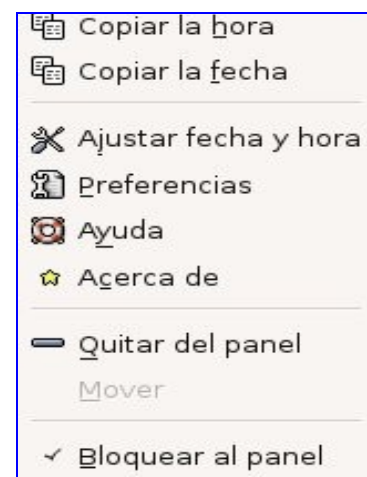 Copiar la hora
Copiar la fecha
Ajustar fecha y hora
Preferencias
Ayuda
Acerca de
Quitar del panel
Mover
Bloquear al panel